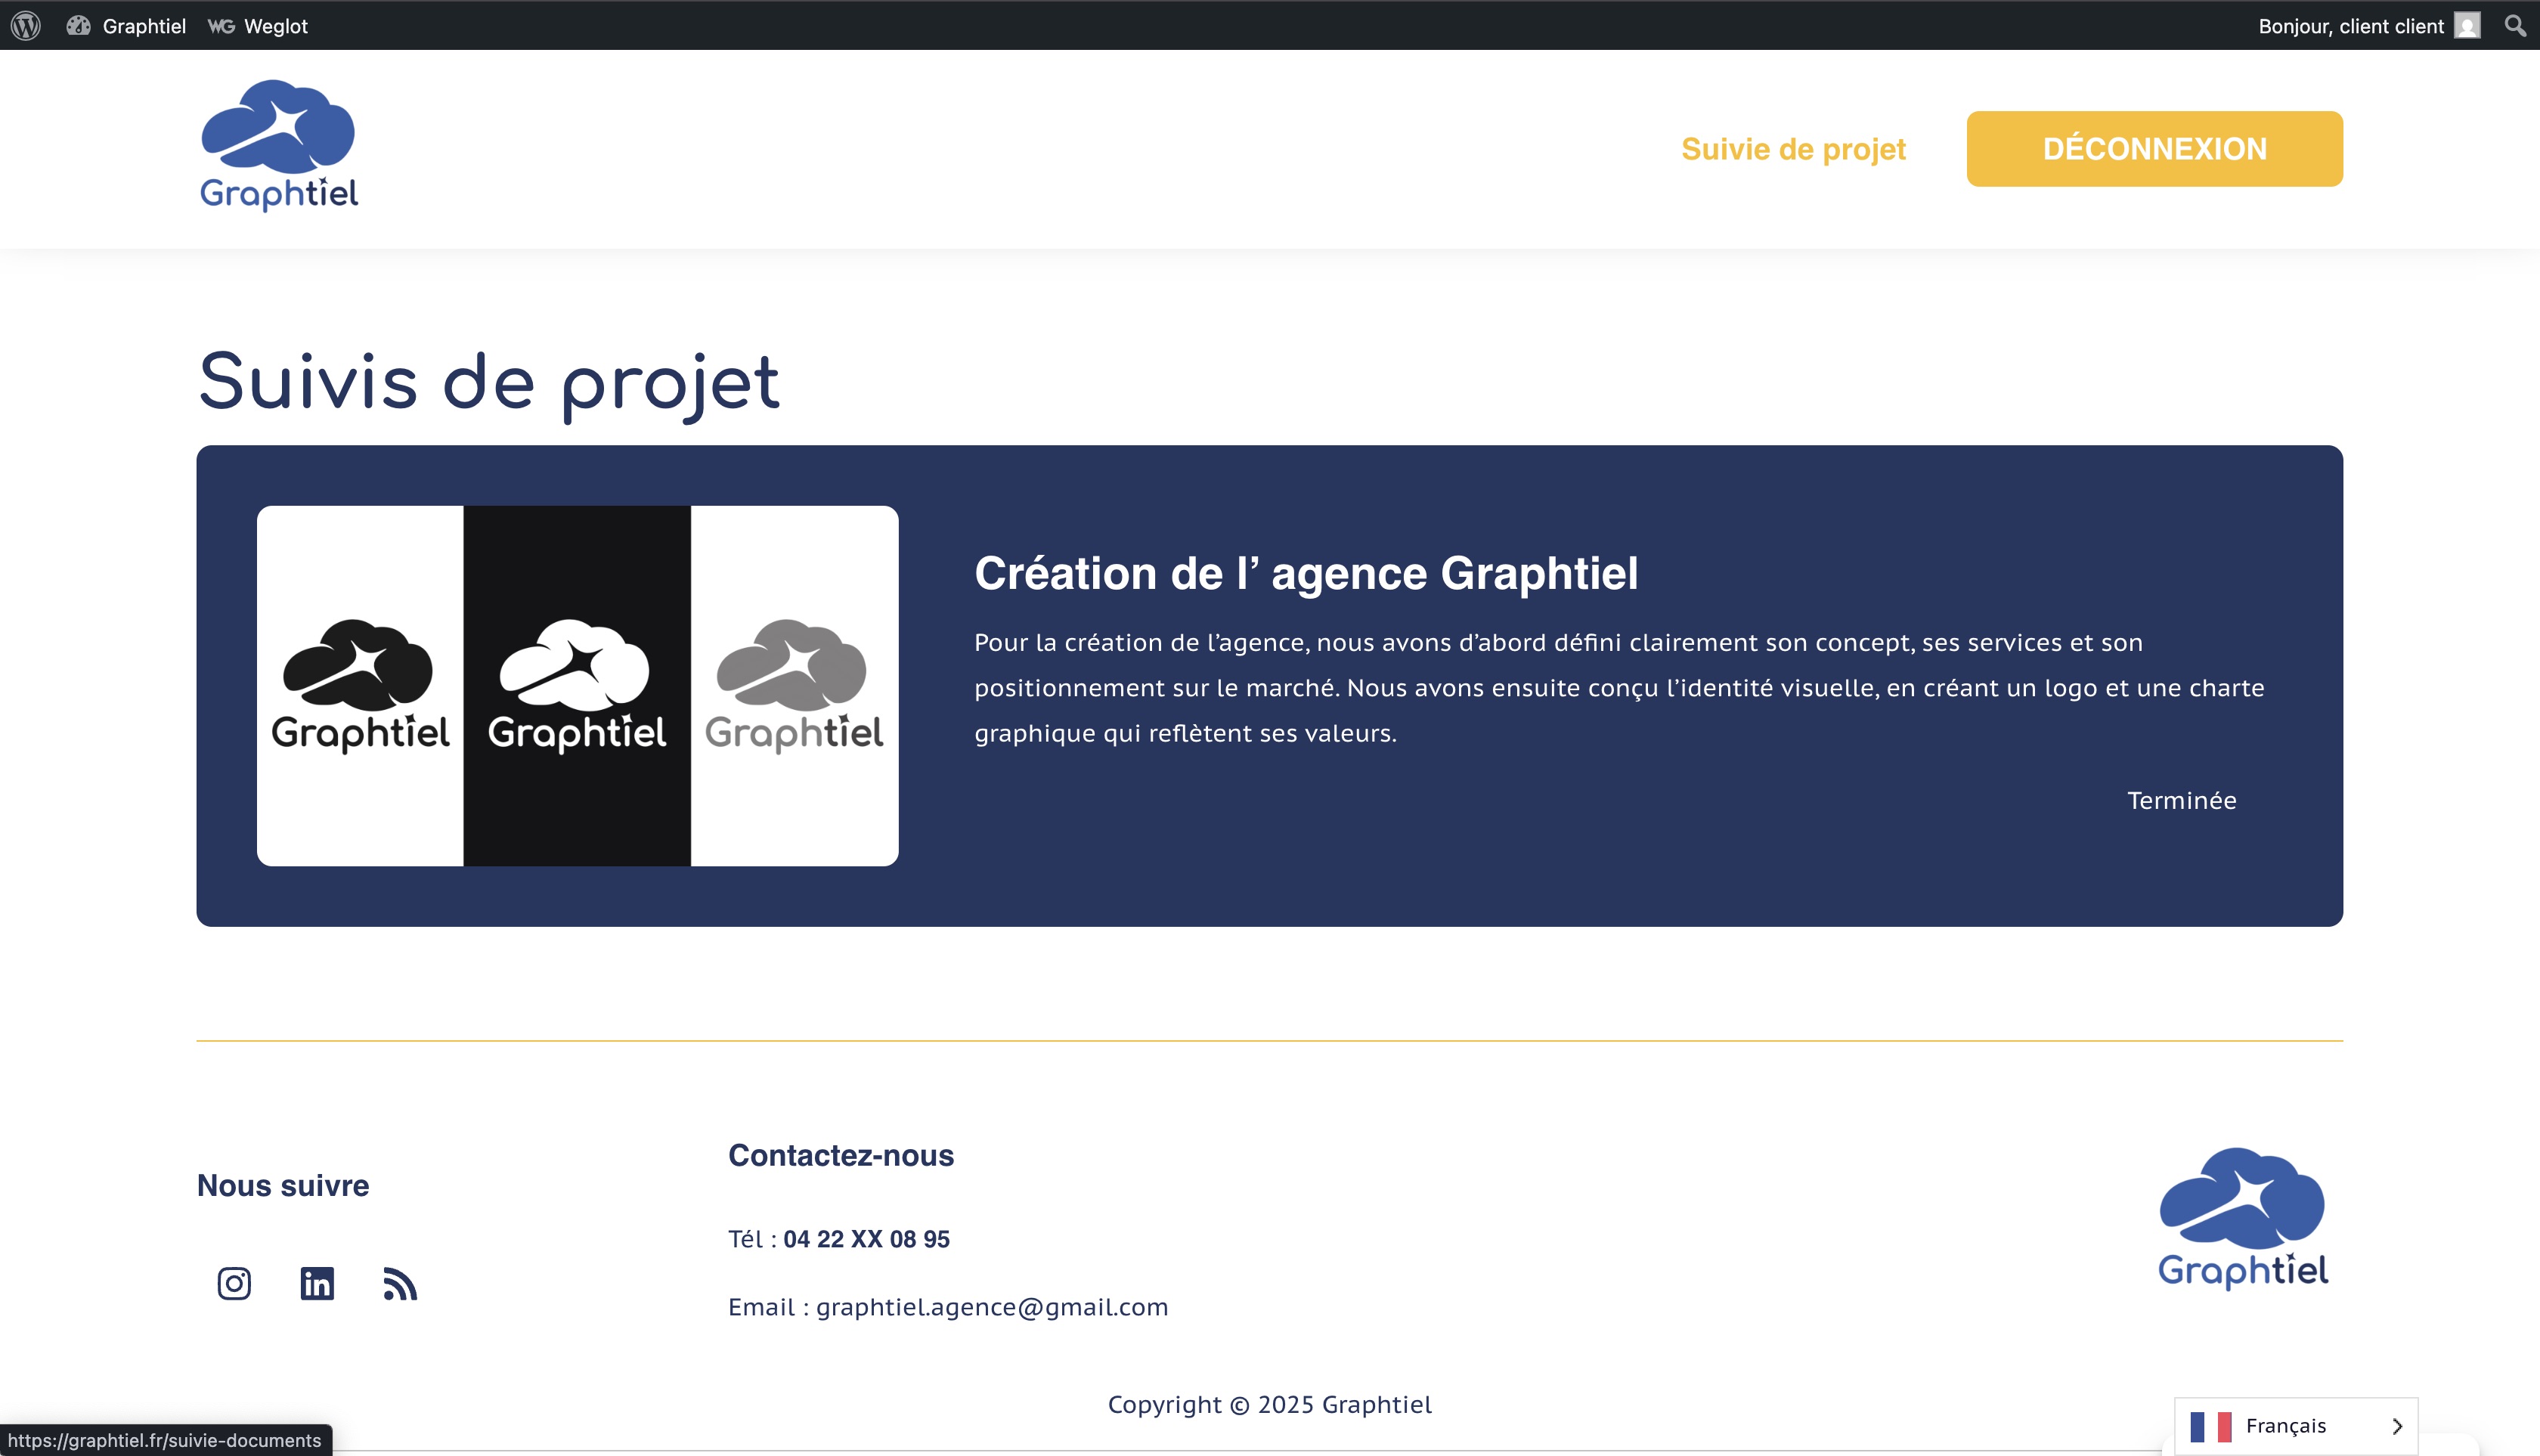 Graphtiel
Weglot
Bonjour, client client
Graphtiel
Suivie de projet
DÉCONNEXION
Suivis de projet
Graphtiel
Graphtiel
Graphtiel
Création de l’ agence Graphtiel
Pour la création de l’agence, nous avons d’abord défini clairement son concept, ses services et son
positionnement sur le marché. Nous avons ensuite conçu l’identité visuelle, en créant un logo et une charte
graphique qui reflètent ses valeurs.
Terminée
Nous suivre
Contactez-nous
Tél : 04 22 XX 08 95
Email : graphtiel.agence@gmail.com
Graphtiel
Copyright © 2025 Graphtiel
Français
https://graphtiel.fr/suivie-documents